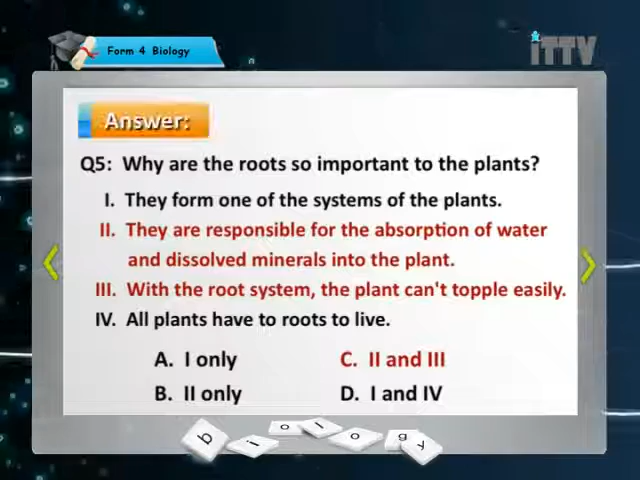 Form 4 Biology
iTTV
Answer:
Q5: Why are the roots so important to the plants?
I. They form one of the systems of the plants.
II. They are responsible for the absorption of water
and dissolved minerals into the plant.
III. With the root system, the plant can't topple easily.
IV. All plants have to roots to live.
A. I only
C. II and III
B. II only
D. I and IV
biology